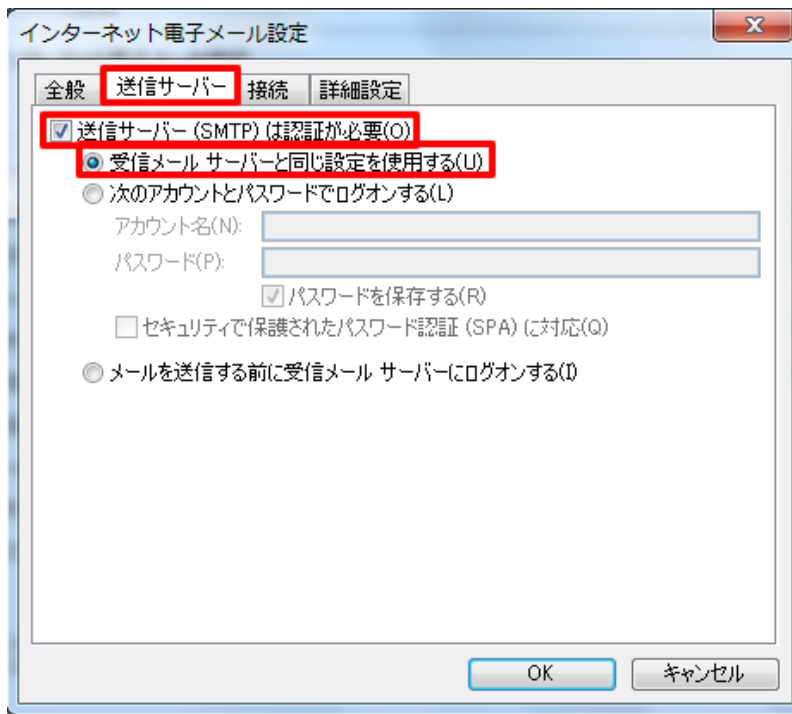 インターネット電子メール設定
全般 送信サーバー 接続 詳細設定
送信サーバー (SMTP) は認証が必要(O)
受信メール サーバーと同じ設定を使用する(U)
次のアカウントとパスワードでログオンする(L)
アカウント名(N):
パスワード(P):
パスワードを保存する(R)
セキュリティで保護されたパスワード認証 (SPA) に対応(Q)
メールを送信する前に受信メール サーバーにログオンする(I)
OK キャンセル